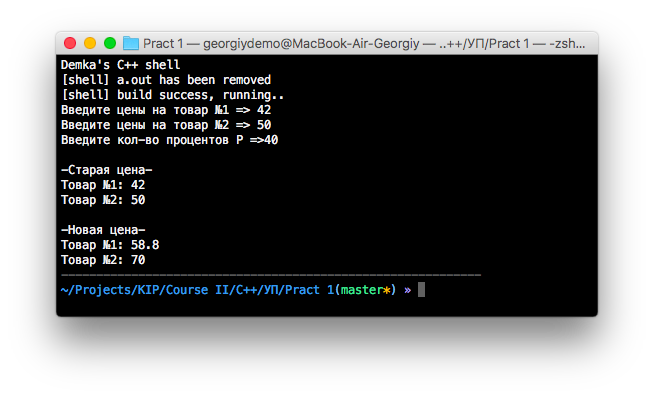 Pract 1 — georgiydemo@MacBook-Air-Georgiy — ..++/УП/Pract 1 — -zsh...
Demka's C++ shell
[shell] a.out has been removed
[shell] build success, running..
Введите цены на товар №1 => 42
Введите цены на товар №2 => 50
Введите кол-во процентов P =>40
-Старая цена-
Товар №1: 42
Товар №2: 50
-Новая цена-
Товар №1: 58.8
Товар №2: 70
~/Projects/KIP/Course II/C++/УП/Pract 1(master*) »